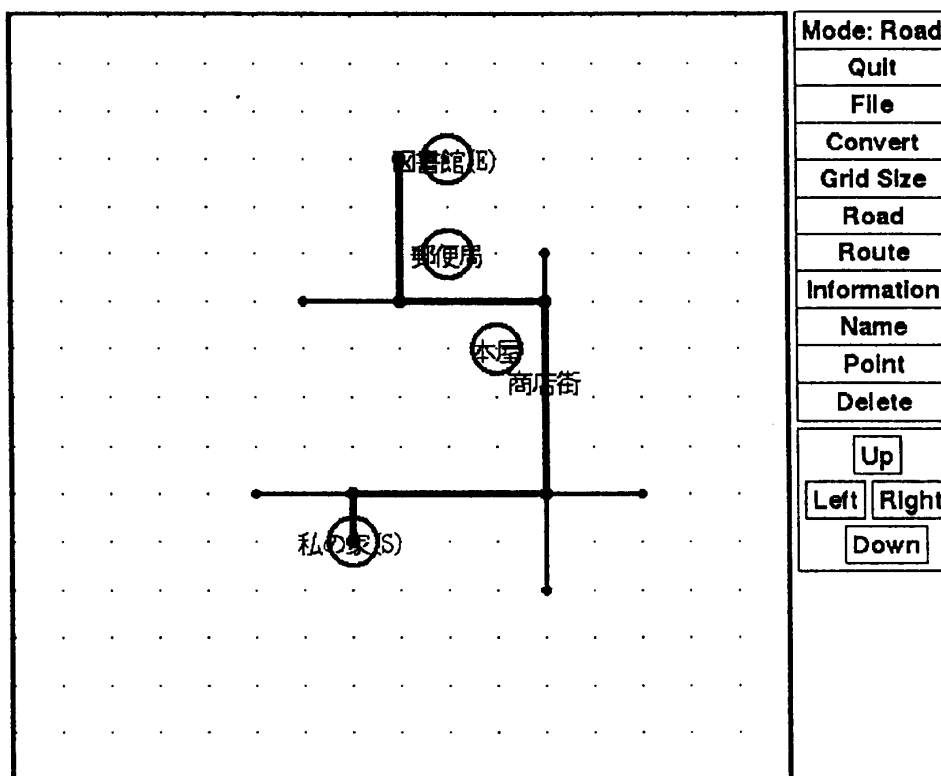 図書館(E)
郵便局
本屋
商店街
私の家(S)
Mode: Road
Quit
File
Convert
Grid Size
Road
Route
Information
Name
Point
Delete
Up
Left Right
Down